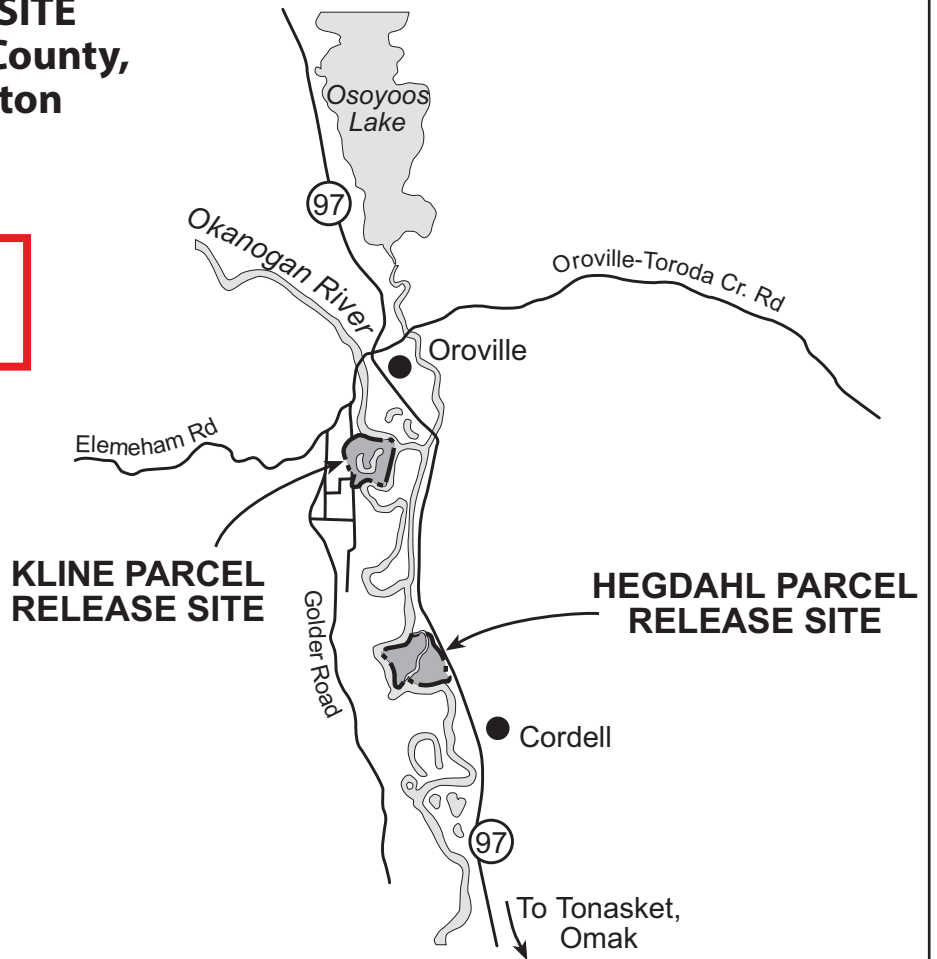 SITE
County,
ton
Osoyoos
Lake
97
Okanogan River
Oroville-Toroda Cr. Rd
Oroville
Elemeham Rd
KLINE PARCEL
RELEASE SITE
HEGDAHL PARCEL
RELEASE SITE
Golder Road
Cordell
97
To Tonasket,
Omak